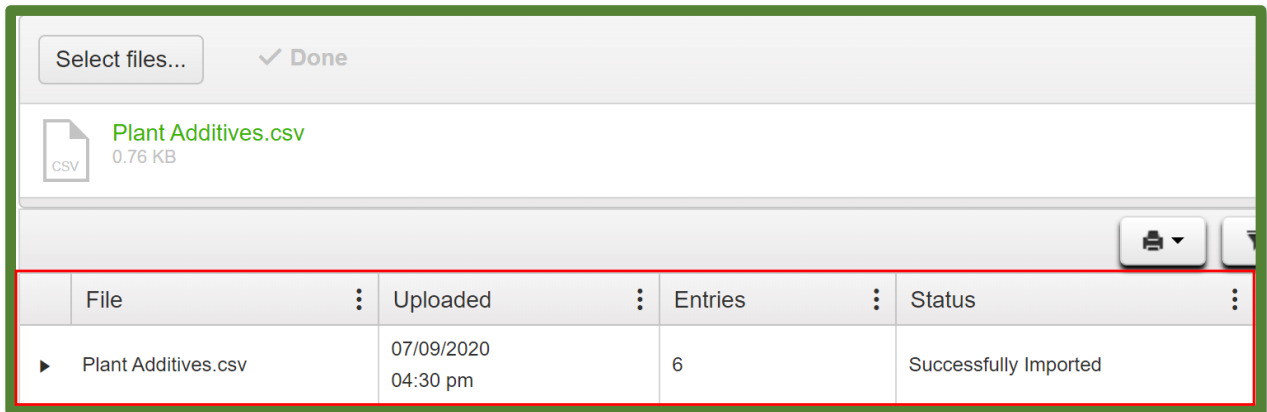 Select files... Done
Plant Additives.csv
CSV
0.76 KB
File Uploaded Entries Status
Plant Additives.csv 07/09/2020 04:30 pm 6 Successfully Imported